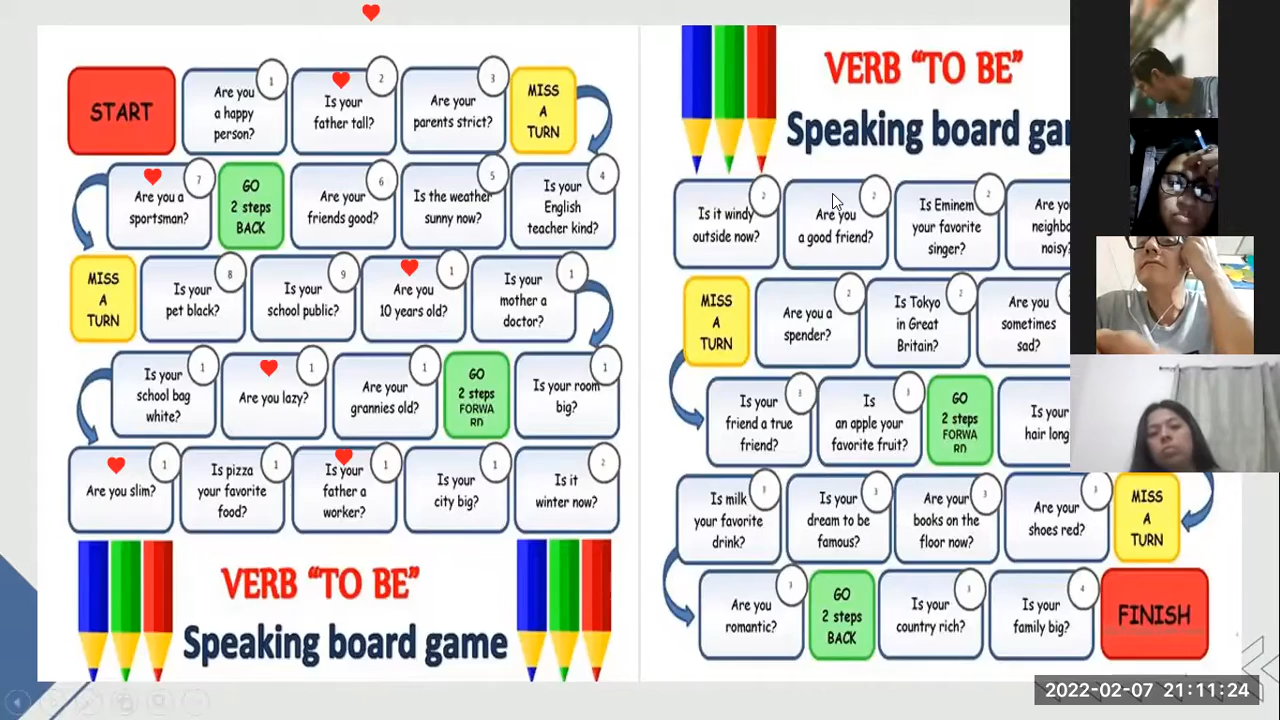 START
Are you
a happy
person?
1
Is your
father tall?
2
Are your
parents strict?
3
MISS
A
TURN
Are you a
sportsman?
7
GO
2 steps
BACK
Are your
friends good?
6
Is the weather
sunny now?
5
Is your
English
teacher kind?
4
MISS
A
TURN
Is your
pet black?
8
Is your
school public?
9
Are you
10 years old?
1
Is your
mother a
doctor?
1
Is your
school bag
white?
1
Are you lazy?
1
Are your
grannies old?
1
GO
2 steps
FORWA
RD
Is your room
big?
1
Are you slim?
1
Is pizza
your favorite
food?
1
Is your
father a
worker?
1
Is your
city big?
1
Is it
winter now?
2
VERB "TO BE"
Speaking board game
VERB "TO BE"
Speaking board
Is it windy
outside now?
2
Are you
a good friend?
2
Is Eminem
your favorite
singer?
2
Are
noisy?
MISS
A
TURN
Are you a
spender?
2
Is Tokyo
in Great
Britain?
2
Are you
sometimes
sad?
Is your
friend a true
friend?
3
Is
an apple your
favorite fruit?
3
GO
2 steps
FORWA
RD
Is your
hair long
Is milk
your favorite
drink?
3
Is your
dream to be
famous?
3
Are your
books on the
floor now?
3
Are your
shoes red?
3
MISS
A
TURN
Are you
romantic?
3
GO
2 steps
BACK
Is your
country rich?
3
Is your
family big?
4
FINISH
2022-02-07 21:11:24